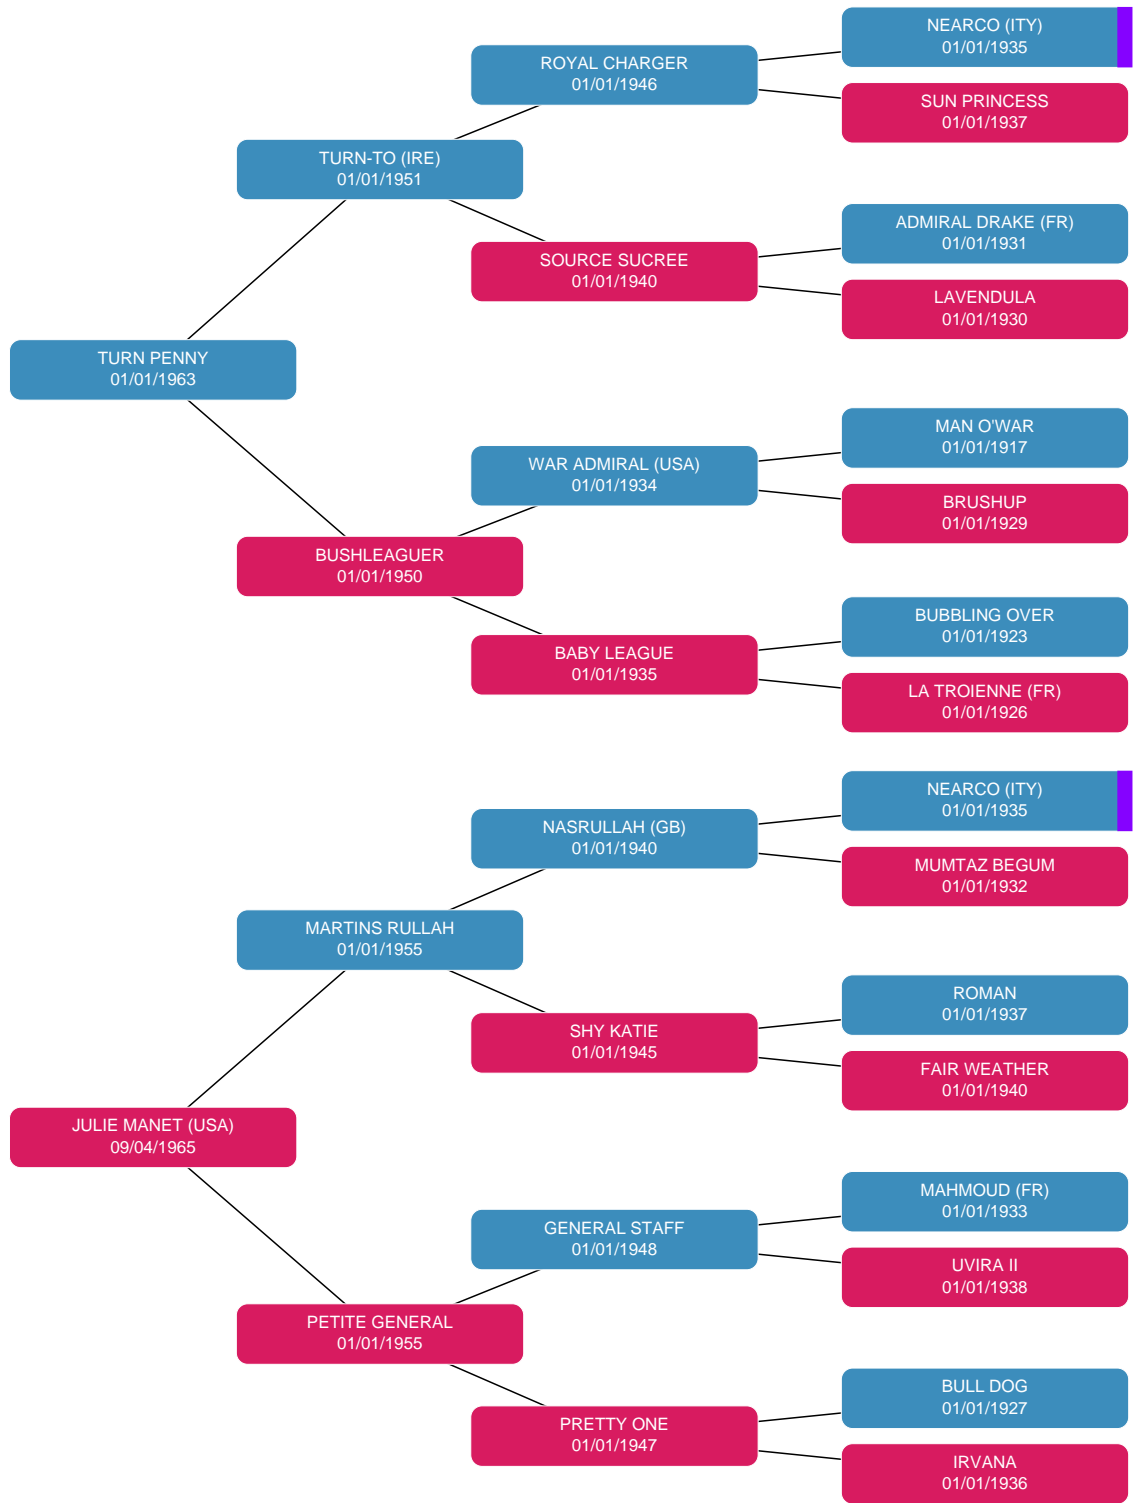 NEARCO (ITY)
01/01/1935
ROYAL CHARGER
01/01/1946
SUN PRINCESS
01/01/1937
TURN-TO (IRE)
01/01/1951
ADMIRAL DRAKE (FR)
01/01/1931
SOURCE SUCREE
01/01/1940
LAVENDULA
01/01/1930
TURN PENNY
01/01/1963
MAN O'WAR
01/01/1917
WAR ADMIRAL (USA)
01/01/1934
BRUSHUP
01/01/1929
BUSHLEAGUER
01/01/1950
BUBBLING OVER
01/01/1923
BABY LEAGUE
01/01/1935
LA TROIENNE (FR)
01/01/1926
NEARCO (ITY)
01/01/1935
NASRULLAH (GB)
01/01/1940
MUMTAZ BEGUM
01/01/1932
MARTINS RULLAH
01/01/1955
ROMAN
01/01/1937
SHY KATIE
01/01/1945
FAIR WEATHER
01/01/1940
JULIE MANET (USA)
09/04/1965
MAHMOUD (FR)
01/01/1933
GENERAL STAFF
01/01/1948
UVIRA II
01/01/1938
PETITE GENERAL
01/01/1955
BULL DOG
01/01/1927
PRETTY ONE
01/01/1947
IRVANA
01/01/1936